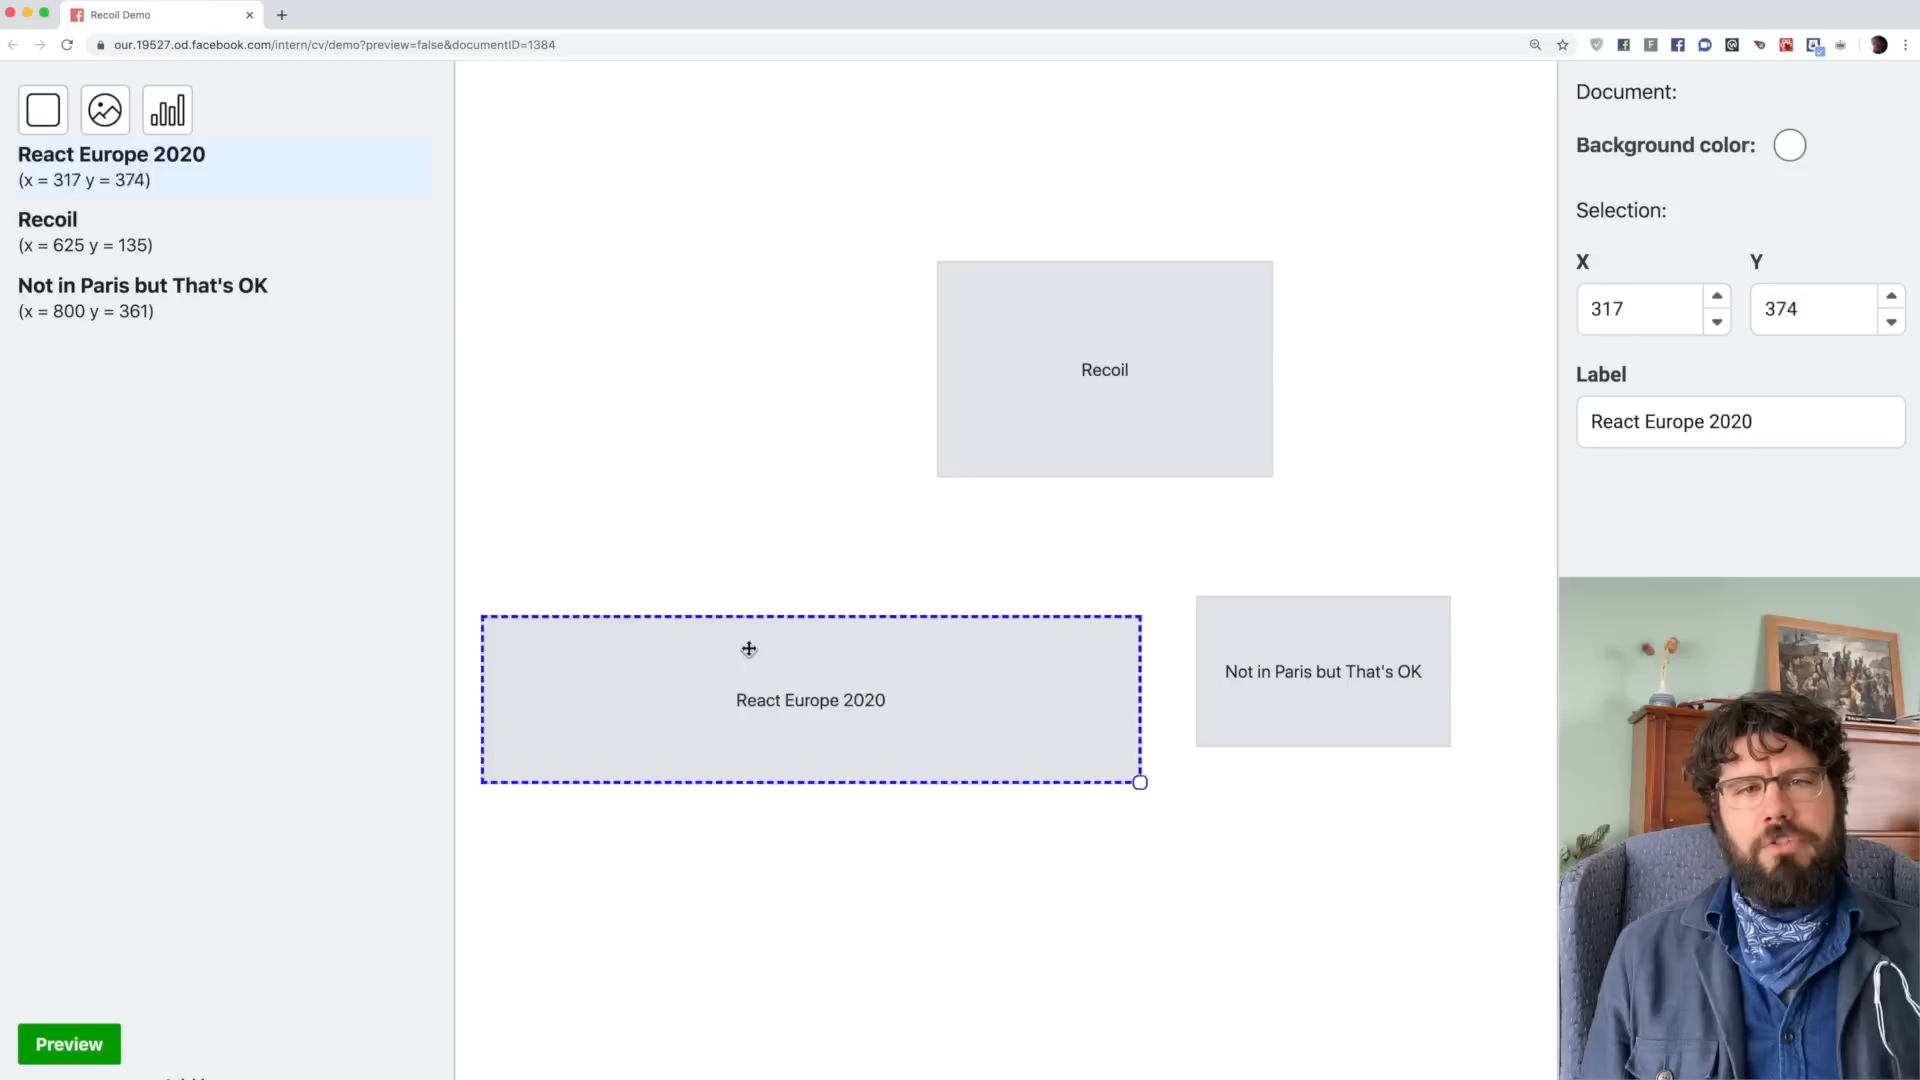 Recoil Demo
our.19527.od.facebook.com/intern/cv/demo?preview=false&documentID=1384
React Europe 2020
(x = 317 y = 374)
Recoil
(x = 625 y = 135)
Not in Paris but That's OK
(x = 800 y = 361)
Preview
Recoil
React Europe 2020
Not in Paris but That's OK
Document:
Background color:
Selection:
X Y
317 374
Label
React Europe 2020